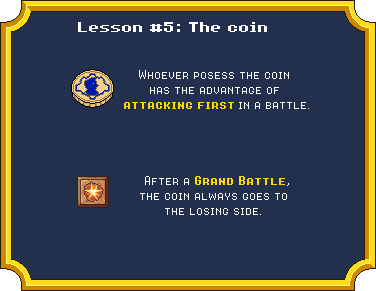 Lesson #5: The coin
Whoever posess the coin
has the advantage of
attacking first in a battle.
After a Grand Battle,
the coin always goes to
the losing side.